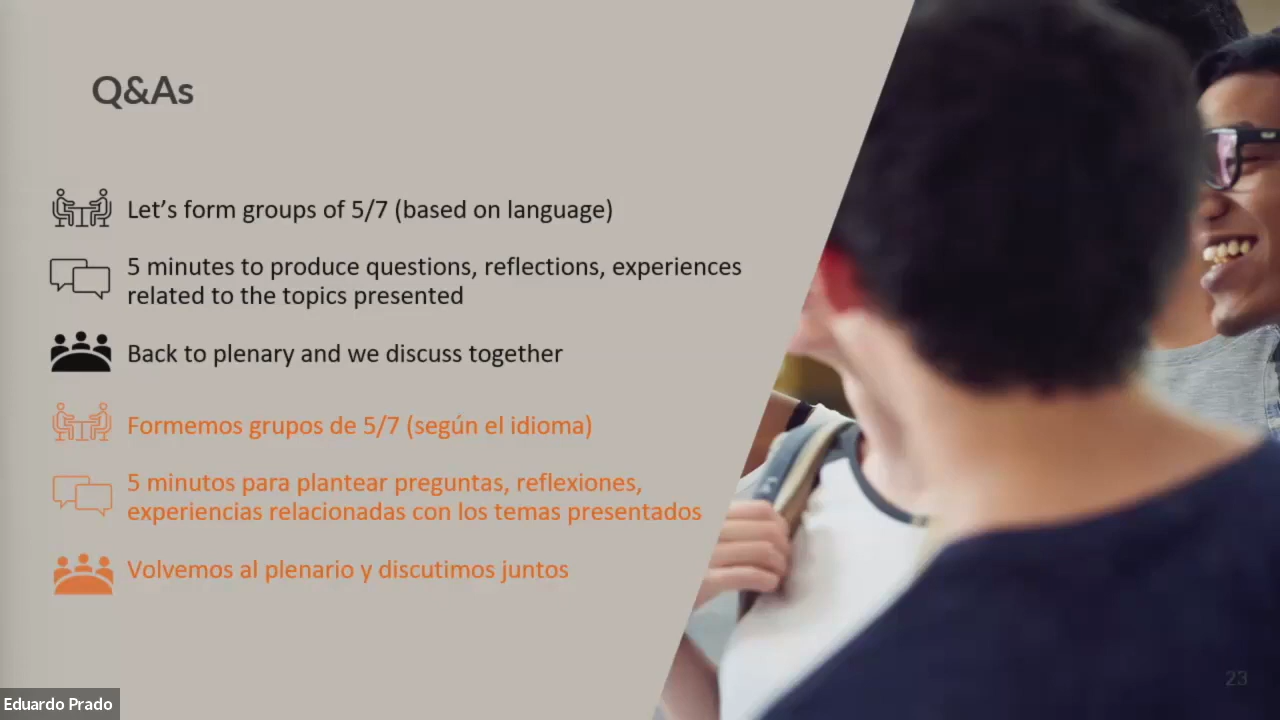 Q&As
Let’s form groups of 5/7 (based on language)
5 minutes to produce questions, reflections, experiences
related to the topics presented
Back to plenary and we discuss together
Formemos grupos de 5/7 (según el idioma)
5 minutos para plantear preguntas, reflexiones,
experiencias relacionadas con los temas presentados
Volvemos al plenario y discutimos juntos
23
Eduardo Prado